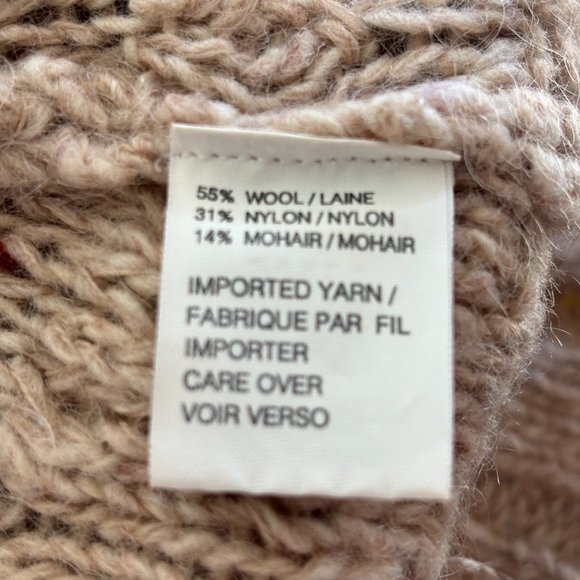 55% WOOL / LAINE
31% NYLON / NYLON
14% MOHAIR / MOHAIR
IMPORTED YARN /
FABRIQUE PAR FIL
IMPORTER
CARE OVER
VOIR VERSO